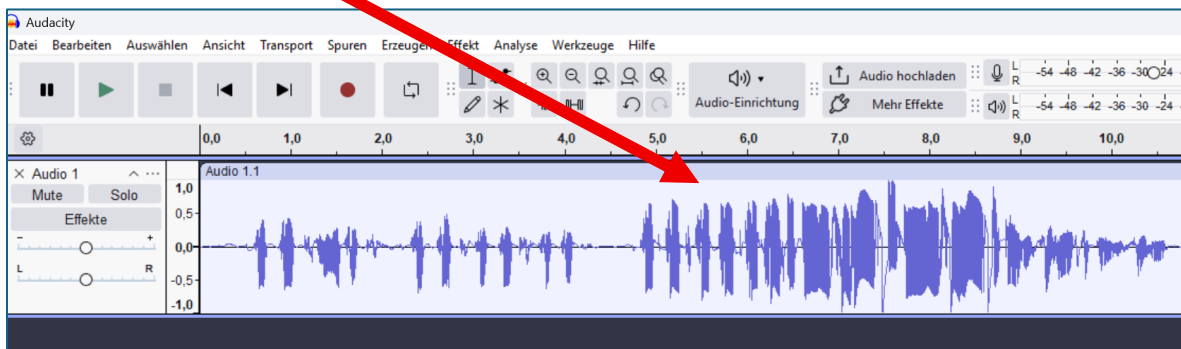 Audacity
Datei Bearbeiten Auswählen Ansicht Transport Spuren Erzeugen Effekt Analyse Werkzeuge Hilfe
Audio hochladen
L
R
-54 -48 -42 -36 -30 24
Audio-Einrichtung
Mehr Effekte
L
R
-54 -48 -42 -36 -30 -24
0,0 1,0 2,0 3,0 4,0 5,0 6,0 7,0 8,0 9,0 10,0
Audio 1
Audio 1.1
Mute Solo
Effekte
- +
L R
1,0
0,5
0,0
-0,5
-1,0